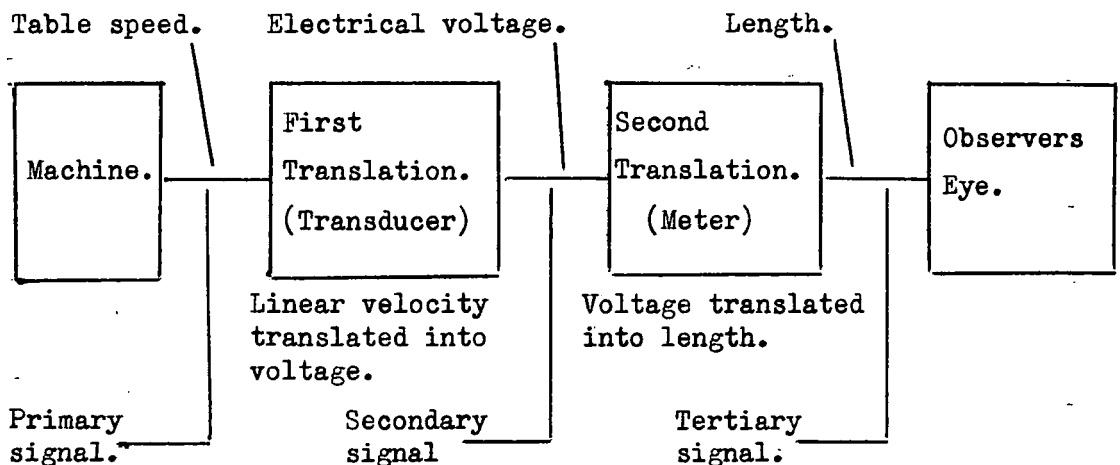 Table speed.
Electrical voltage.
Length.
Machine.
First
Translation.
(Transducer)
Second
Translation.
(Meter)
Observers
Eye.
Linear velocity
translated into
voltage.
Voltage translated
into length.
Primary
signal.
Secondary
signal
Tertiary
signal.